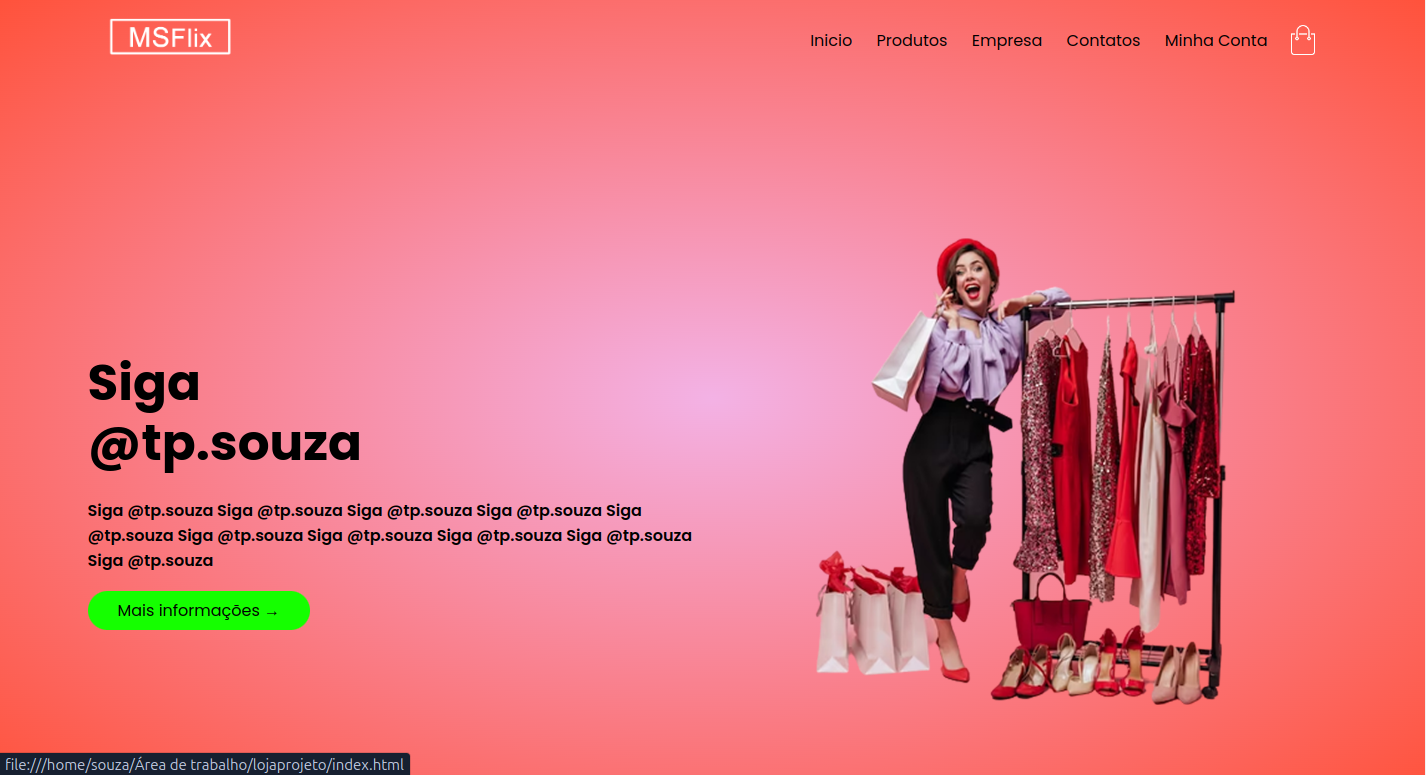 MSFlix
Inicio Produtos Empresa Contatos Minha Conta
Siga
@tp.souza
Siga @tp.souza Siga @tp.souza Siga @tp.souza Siga @tp.souza Siga
@tp.souza Siga @tp.souza Siga @tp.souza Siga @tp.souza Siga @tp.souza
Siga @tp.souza
Mais informações →
file:///home/souza/Área de trabalho/lojaprojeto/index.html